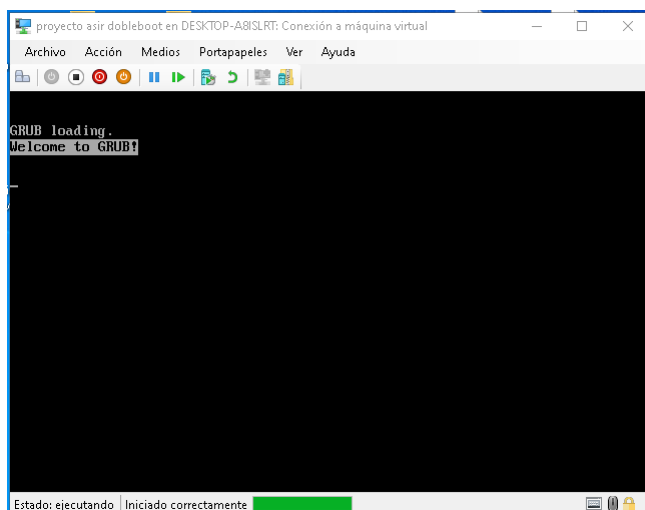 proyecto asir dobleboot en DESKTOP-A8ISLRT: Conexión a máquina virtual
Archivo Acción Medios Portapapeles Ver Ayuda
GRUB loading.
Welcome to GRUB!
Estado: ejecutando Iniciado correctamente